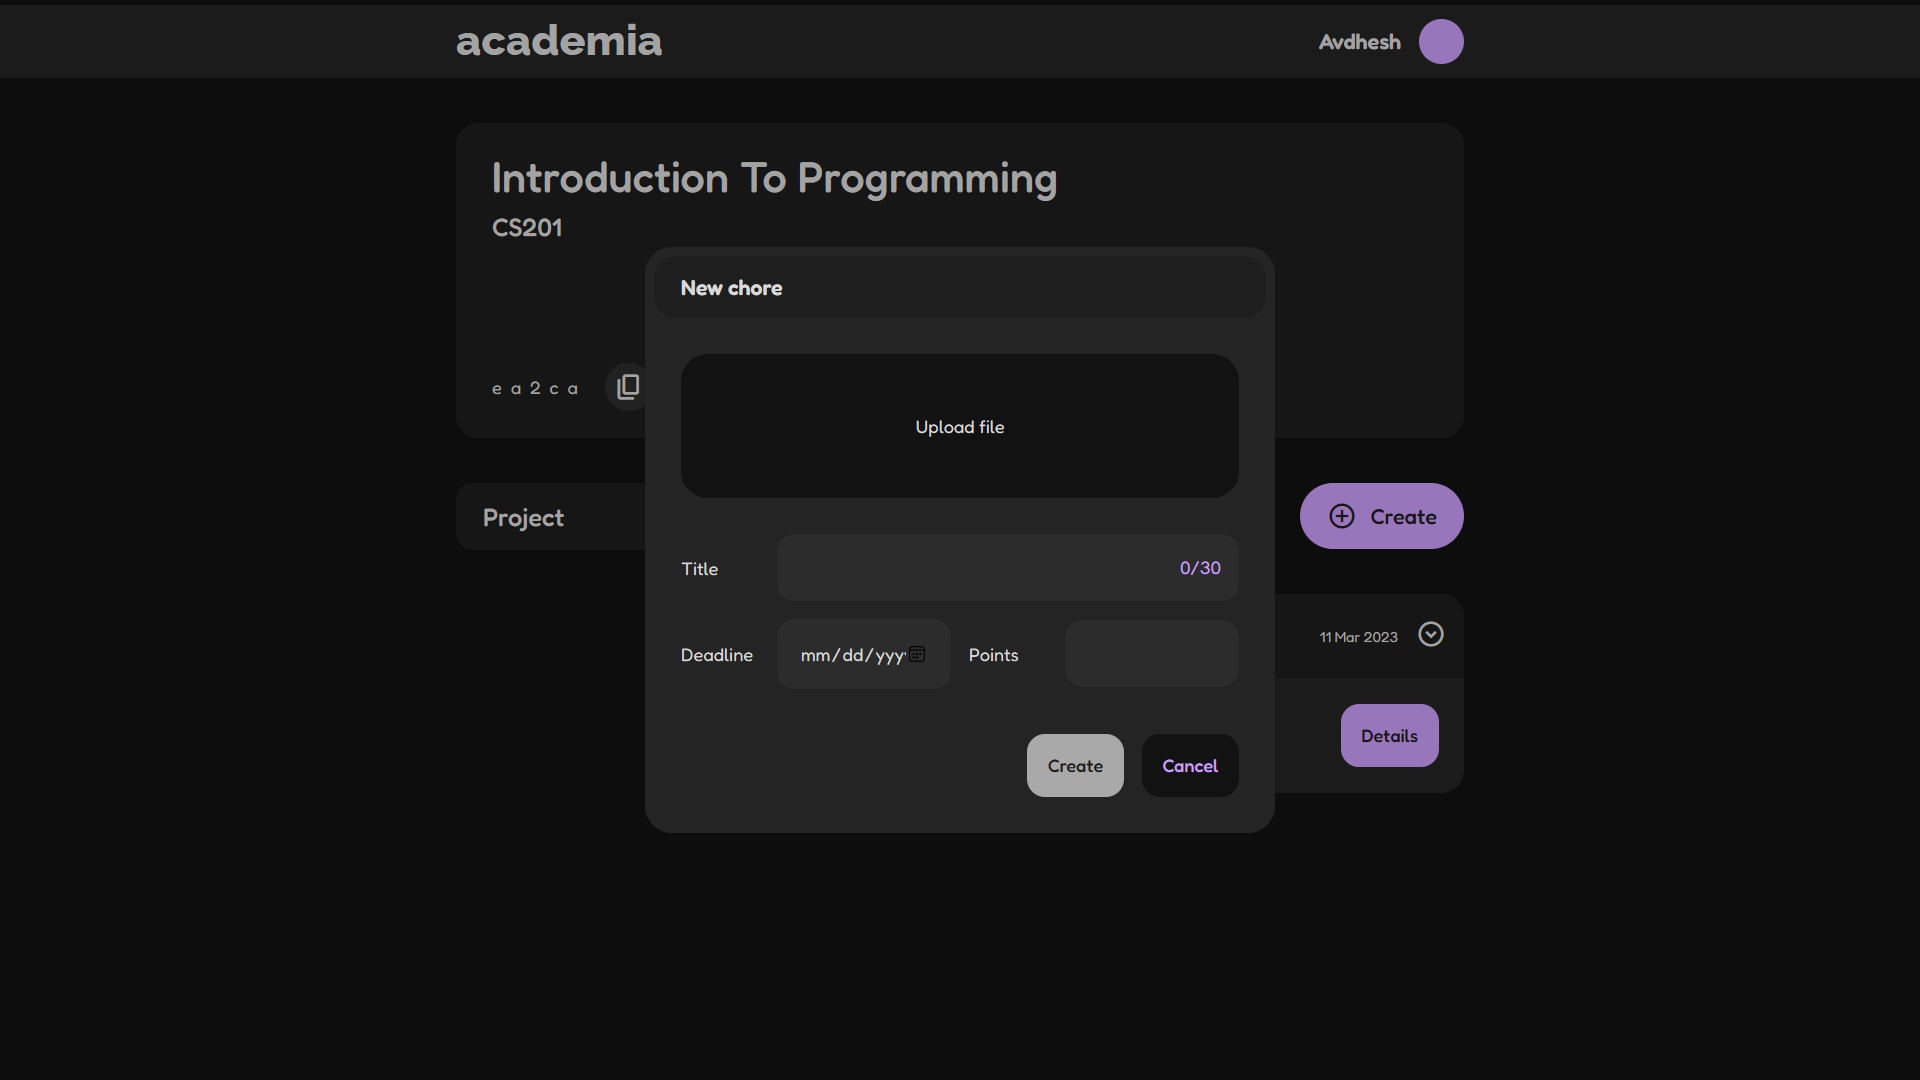 academia
Avdhesh
Introduction To Programming
CS201
ea2ca
New chore
Upload file
Project
Create
Title
0/30
Deadline
mm/dd/yyy
Points
11 Mar 2023
Details
Create
Cancel